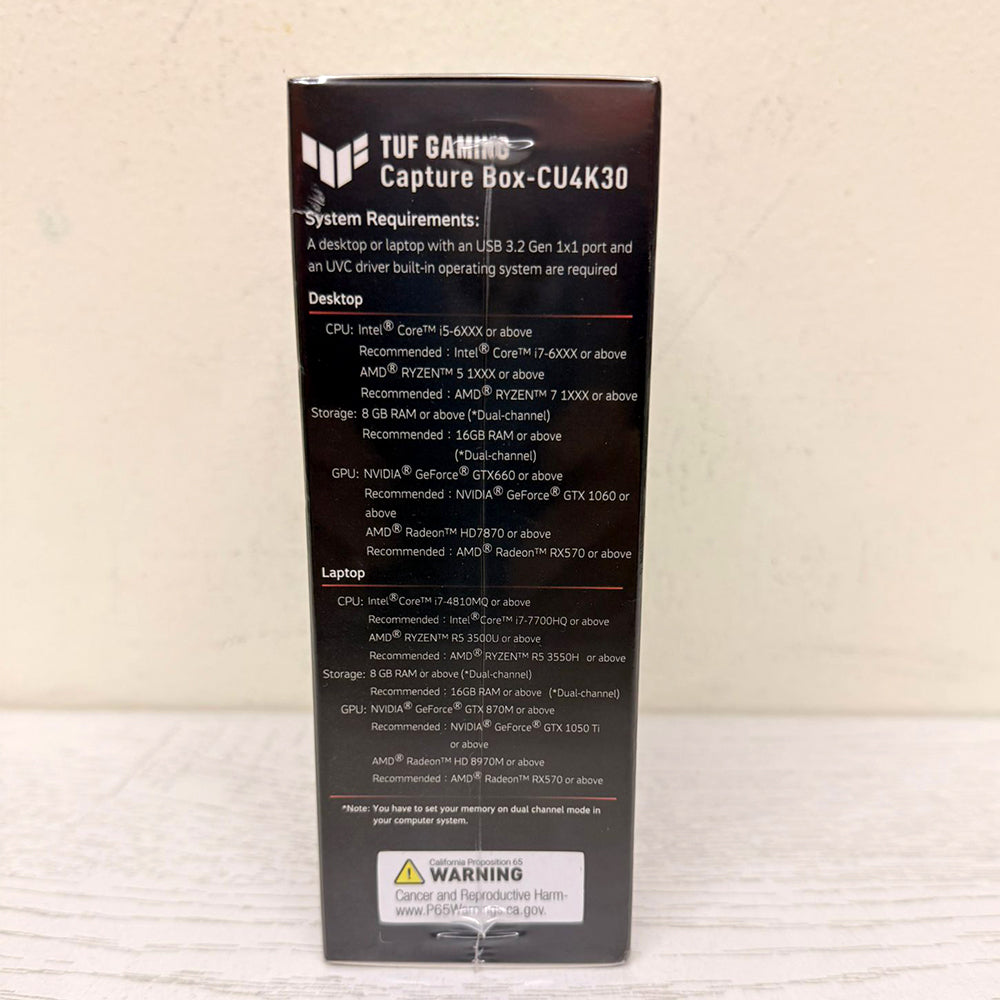 TUF GAMING
Capture Box-CU4K30
System Requirements:
A desktop or laptop with an USB 3.2 Gen 1x1 port and
an UVC driver built-in operating system are required
Desktop
CPU: Intel® Core™ i5-6XXX or above
Recommended : Intel® Core™ i7-6XXX or above
AMD® RYZEN™ 5 1XXX or above
Recommended : AMD® RYZEN™ 7 1XXX or above
Storage: 8 GB RAM or above (*Dual-channel)
Recommended : 16GB RAM or above
(*Dual-channel)
GPU: NVIDIA® GeForce® GTX660 or above
Recommended : NVIDIA® GeForce® GTX 1060 or
above
AMD® Radeon™ HD7870 or above
Recommended : AMD® Radeon™ RX570 or above
Laptop
CPU: Intel®Core™ i7-4810MQ or above
Recommended : Intel®Core™ i7-7700HQ or above
AMD® RYZEN™ R5 3500U or above
Recommended : AMD® RYZEN™ R5 3550H or above
Storage: 8 GB RAM or above (*Dual-channel)
Recommended : 16GB RAM or above (*Dual-channel)
GPU: NVIDIA® GeForce® GTX 870M or above
Recommended : NVIDIA® GeForce® GTX 1050 Ti
or above
AMD® Radeon™ HD 8970M or above
Recommended : AMD® Radeon™ RX570 or above
*Note: You have to set your memory on dual channel mode in
your computer system.
California Proposition 65
WARNING
Cancer and Reproductive Harm-
www.P65Warnings.ca.gov.